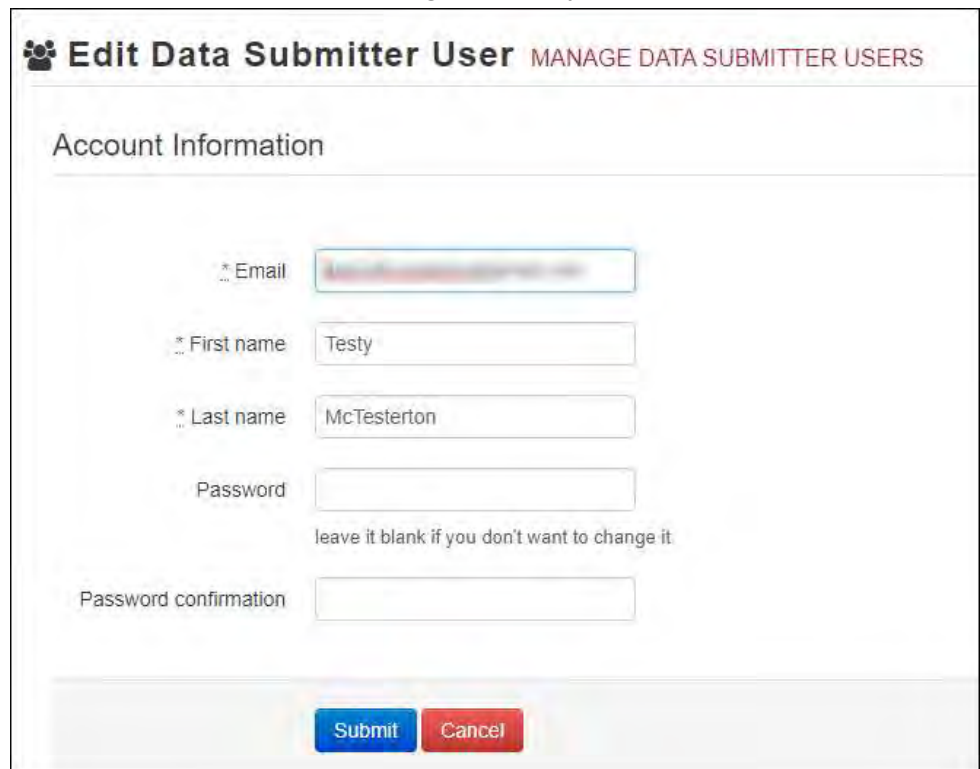 Edit Data Submitter User MANAGE DATA SUBMITTER USERS
Account Information
* Email
* First name Testy
* Last name McTesterton
Password
leave it blank if you don't want to change it
Password confirmation
Submit Cancel